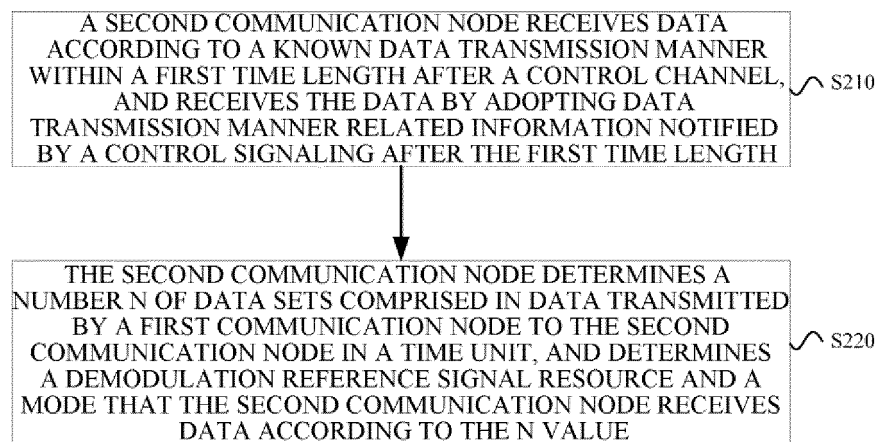 A SECOND COMMUNICATION NODE RECEIVES DATA
ACCORDING TO A KNOWN DATA TRANSMISSION MANNER
WITHIN A FIRST TIME LENGTH AFTER A CONTROL CHANNEL,
AND RECEIVES THE DATA BY ADOPTING DATA
TRANSMISSION MANNER RELATED INFORMATION NOTIFIED
BY A CONTROL SIGNALING AFTER THE FIRST TIME LENGTH
S210
THE SECOND COMMUNICATION NODE DETERMINES A
NUMBER N OF DATA SETS COMPRISED IN DATA TRANSMITTED
BY A FIRST COMMUNICATION NODE TO THE SECOND
COMMUNICATION NODE IN A TIME UNIT, AND DETERMINES
A DEMODULATION REFERENCE SIGNAL RESOURCE AND A
MODE THAT THE SECOND COMMUNICATION NODE RECEIVES
DATA ACCORDING TO THE N VALUE
S220